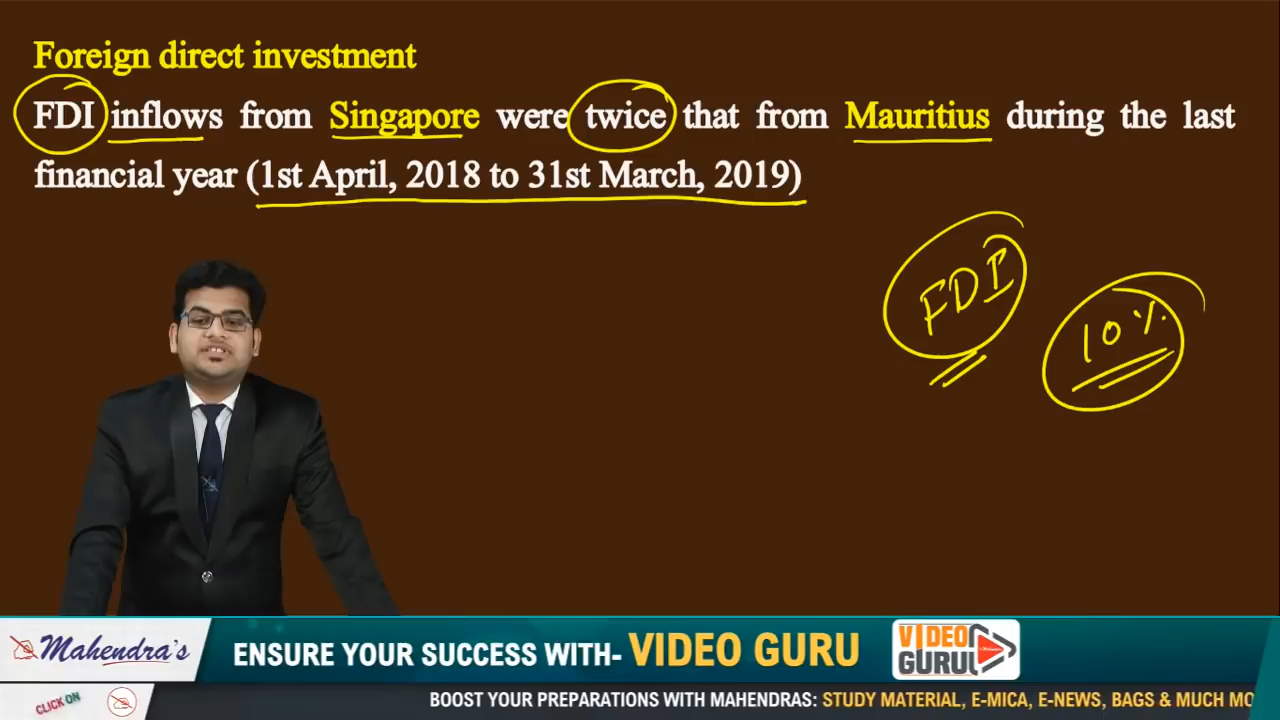 Foreign direct investment
FDI inflows from Singapore were twice that from Mauritius during the last
financial year (1st April, 2018 to 31st March, 2019)
FDI
10%
Mahendra's
ENSURE YOUR SUCCESS WITH- VIDEO GURU
VIDEO
GURU
CLICK ON
BOOST YOUR PREPARATIONS WITH MAHENDRAS: STUDY MATERIAL, E-MICA, E-NEWS, BAGS & MUCH MO